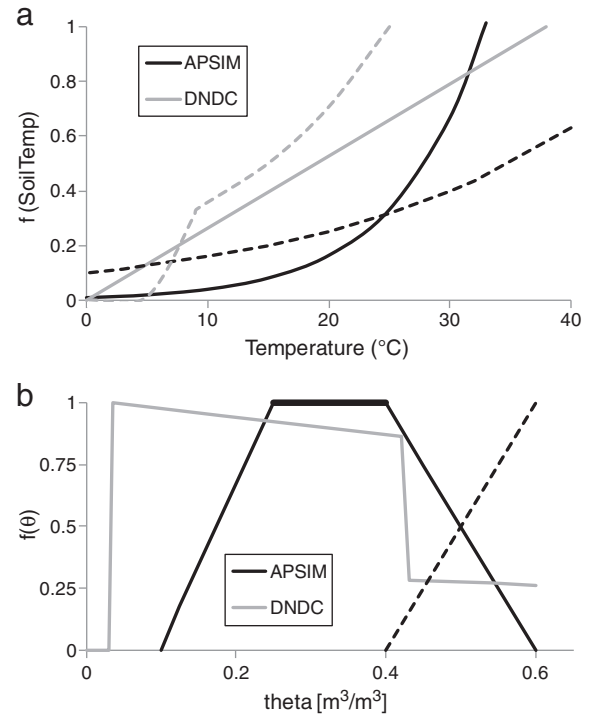 a
1
0.8
0.6
0.4
0.2
0
f (Soil Temp)
APSIM
DNDC
0 10 20 30 40
Temperature (°C)
b
1
0.75
0.5
0.25
0
f(θ)
APSIM
DNDC
0 0.2 0.4 0.6
theta [m³/m³]